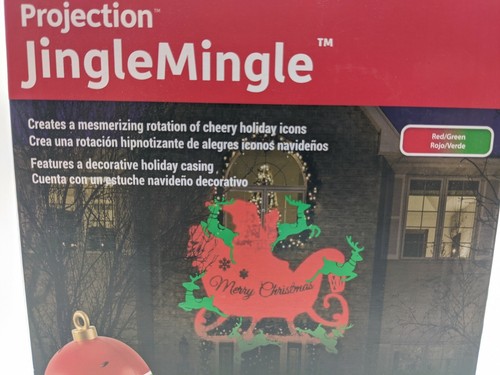 Projection™
JingleMingle™
Creates a mesmerizing rotation of cheery holiday icons
Crea una rotación hipnotizante de alegres íconos navideños
Features a decorative holiday casing
Cuenta con un estuche navideño decorativo
Red/Green
Rojo/Verde
Merry Christmas